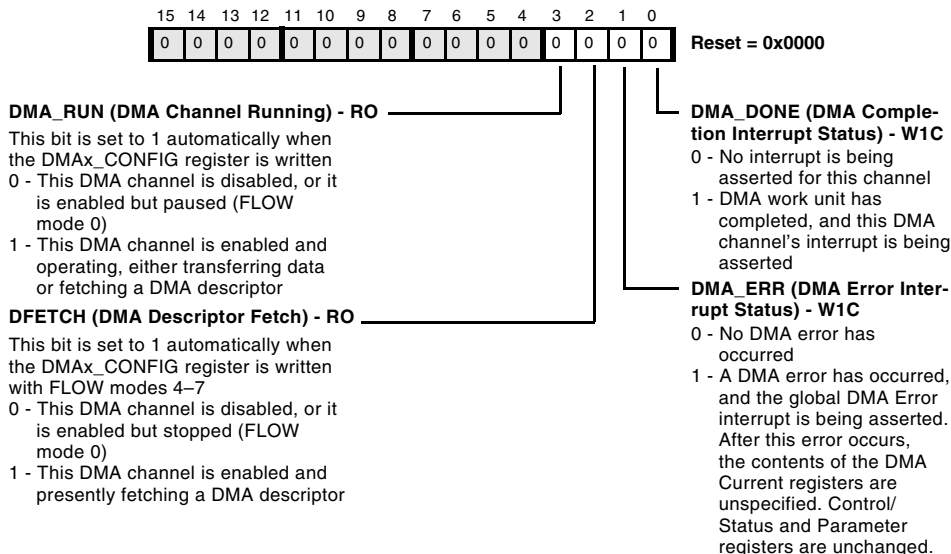 15 14 13 12 11 10 9 8 7 6 5 4 3 2 1 0
0 0 0 0 0 0 0 0 0 0 0 0 0 0 0 0 Reset = 0x0000
DMA_RUN (DMA Channel Running) - RO
This bit is set to 1 automatically when
the DMAx_CONFIG register is written
0 - This DMA channel is disabled, or it
is enabled but paused (FLOW
mode 0)
1 - This DMA channel is enabled and
operating, either transferring data
or fetching a DMA descriptor
DFETCH (DMA Descriptor Fetch) - RO
This bit is set to 1 automatically when
the DMAx_CONFIG register is written
with FLOW modes 4–7
0 - This DMA channel is disabled, or it
is enabled but stopped (FLOW
mode 0)
1 - This DMA channel is enabled and
presently fetching a DMA descriptor
DMA_DONE (DMA Comple-
tion Interrupt Status) - W1C
0 - No interrupt is being
asserted for this channel
1 - DMA work unit has
completed, and this DMA
channel's interrupt is being
asserted
DMA_ERR (DMA Error Inter-
rupt Status) - W1C
0 - No DMA error has
occurred
1 - A DMA error has occurred,
and the global DMA Error
interrupt is being asserted.
After this error occurs,
the contents of the DMA
Current registers are
unspecified. Control/
Status and Parameter
registers are unchanged.